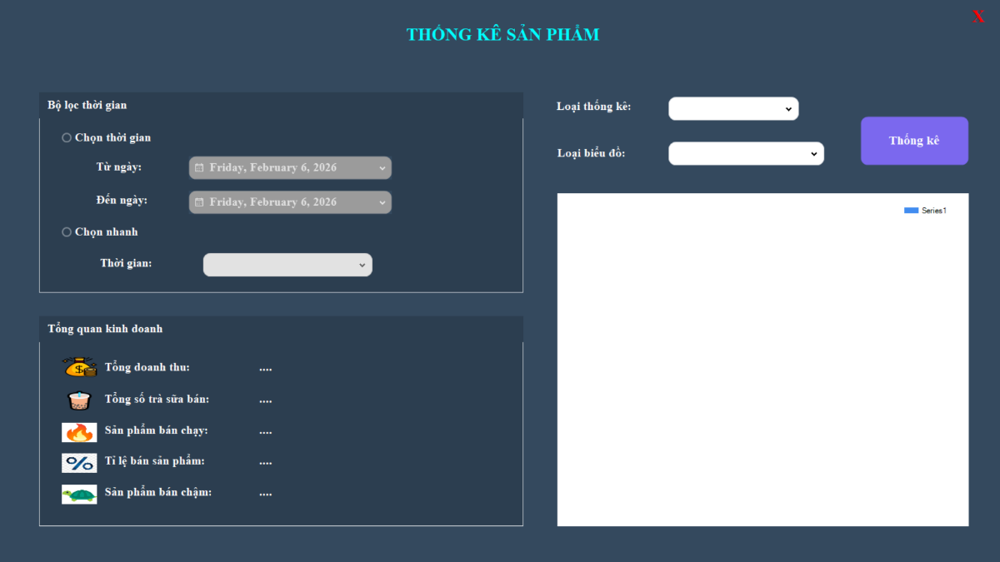 X
THỐNG KÊ SẢN PHẨM
Bộ lọc thời gian
Chọn thời gian
Từ ngày:
Friday, February 6, 2026
Đến ngày:
Friday, February 6, 2026
Chọn nhanh
Thời gian:
Tổng quan kinh doanh
Tổng doanh thu: ....
Tổng số trà sữa bán: ....
Sản phẩm bán chạy: ....
Tỉ lệ bán sản phẩm: ....
Sản phẩm bán chậm: ....
Loại thống kê:
Loại biểu đồ:
Thống kê
Series1